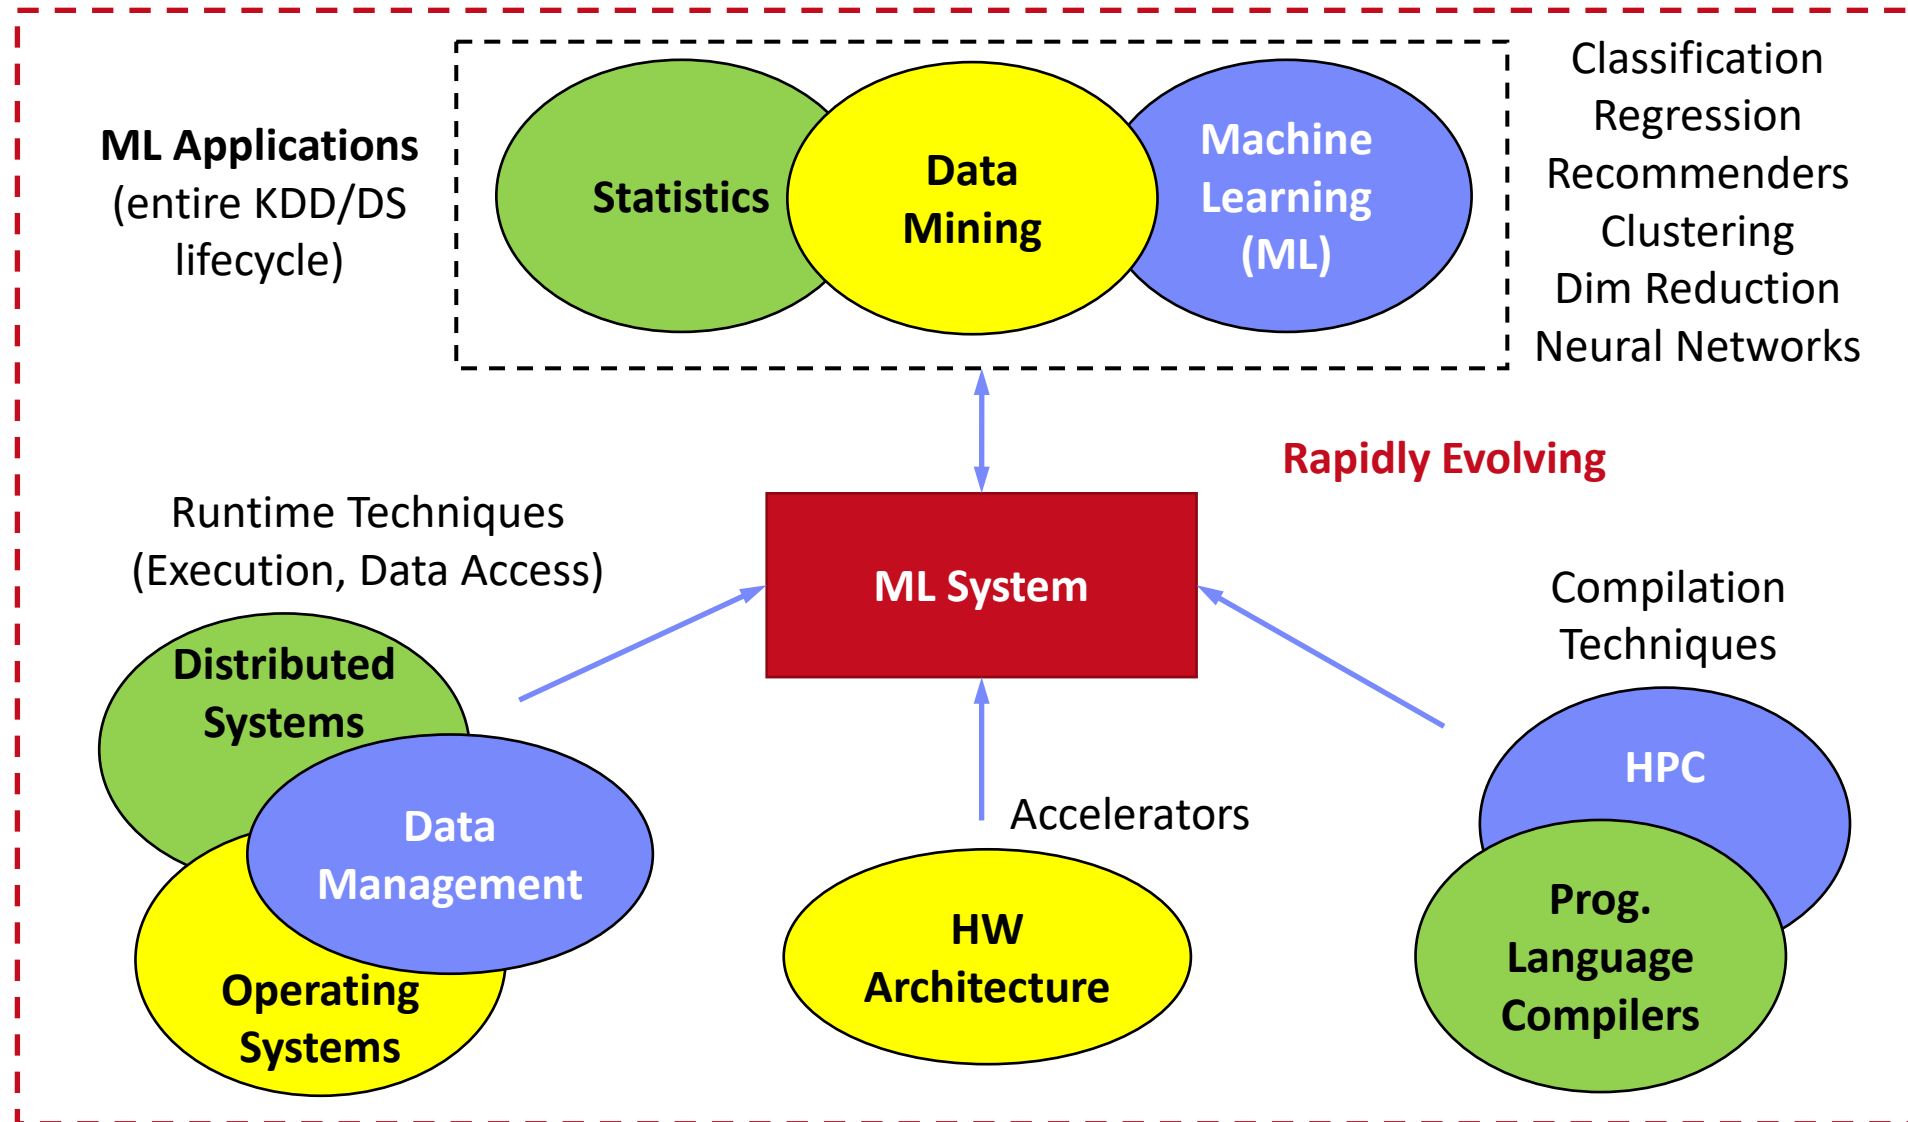 ML Applications
(entire KDD/DS
lifecycle)
Statistics
Data
Mining
Machine
Learning
(ML)
Classification
Regression
Recommenders
Clustering
Dim Reduction
Neural Networks
Rapidly Evolving
Runtime Techniques
(Execution, Data Access)
ML System
Compilation
Techniques
Distributed
Systems
Data
Management
Operating
Systems
Accelerators
HW
Architecture
HPC
Prog.
Language
Compilers